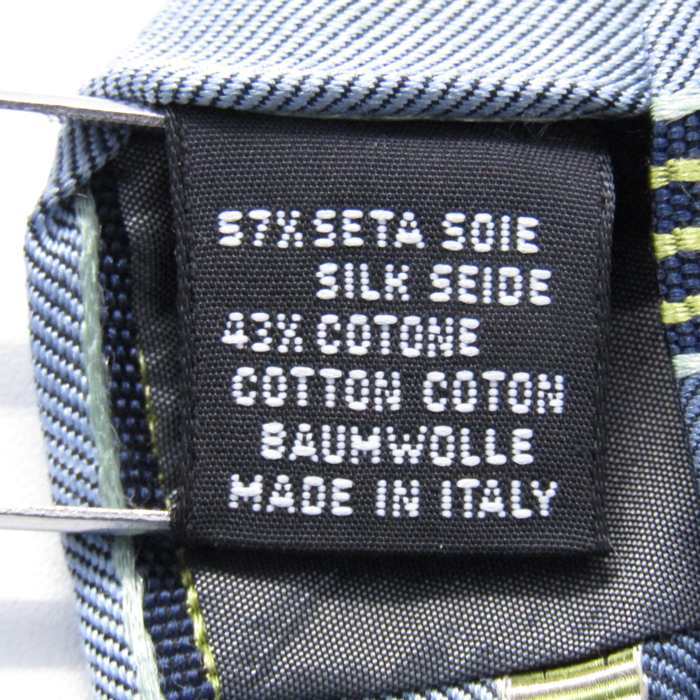 57% SETA SOIE
SILK SEIDE
43% COTONE
COTTON COTON
BAUMWOLLE
MADE IN ITALY